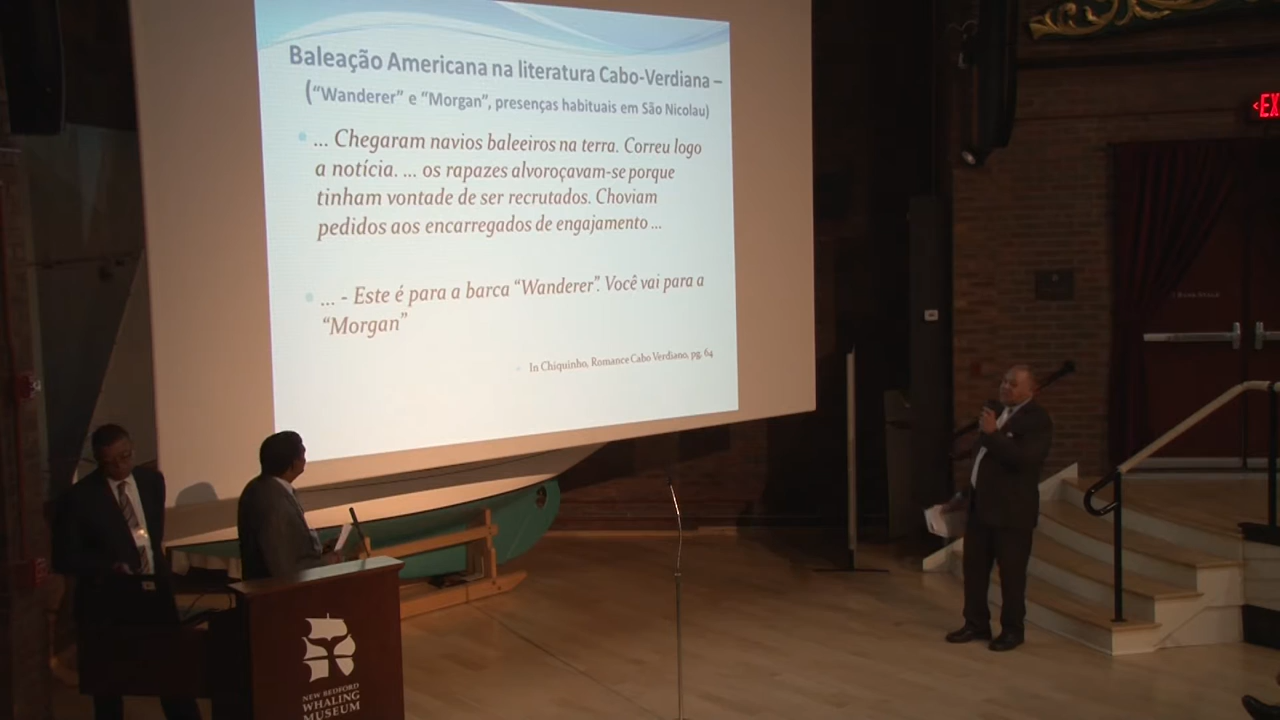 Baleação Americana na literatura Cabo-Verdiana –
(“Wanderer” e “Morgan”, presenças habituais em São Nicolau)
• ... Chegaram navios baleeiros na terra. Correu logo
a notícia. ... os rapazes alvoroçavam-se porque
tinham vontade de ser recrutados. Choviam
pedidos aos encarregados de engajamento ...
• ... - Este é para a barca “Wanderer”. Você vai para a
“Morgan”
• In Chiquinho, Romance Cabo Verdiano, pg. 64
<EX
NEW BEDFORD
WHALING
MUSEUM